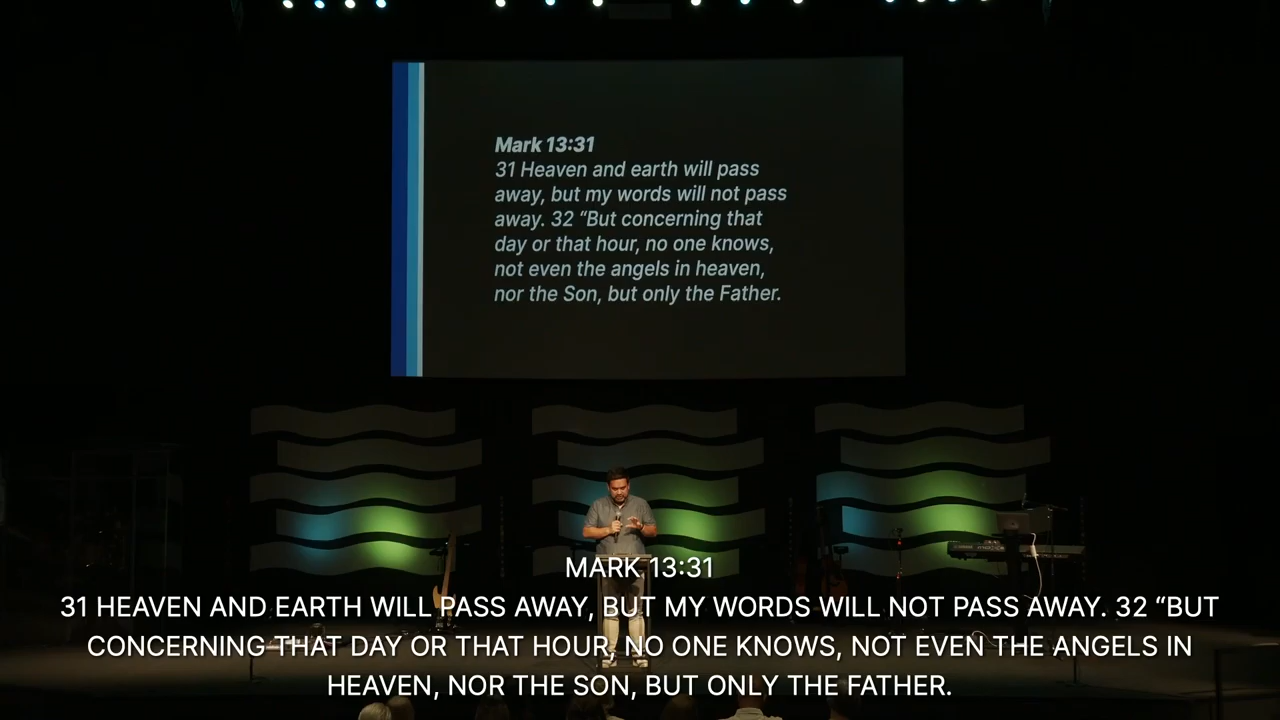 Mark 13:31
31 Heaven and earth will pass
away, but my words will not pass
away. 32 “But concerning that
day or that hour, no one knows,
not even the angels in heaven,
nor the Son, but only the Father.
MARK 13:31
31 HEAVEN AND EARTH WILL PASS AWAY, BUT MY WORDS WILL NOT PASS AWAY. 32 “BUT
CONCERNING THAT DAY OR THAT HOUR, NO ONE KNOWS, NOT EVEN THE ANGELS IN
HEAVEN, NOR THE SON, BUT ONLY THE FATHER.